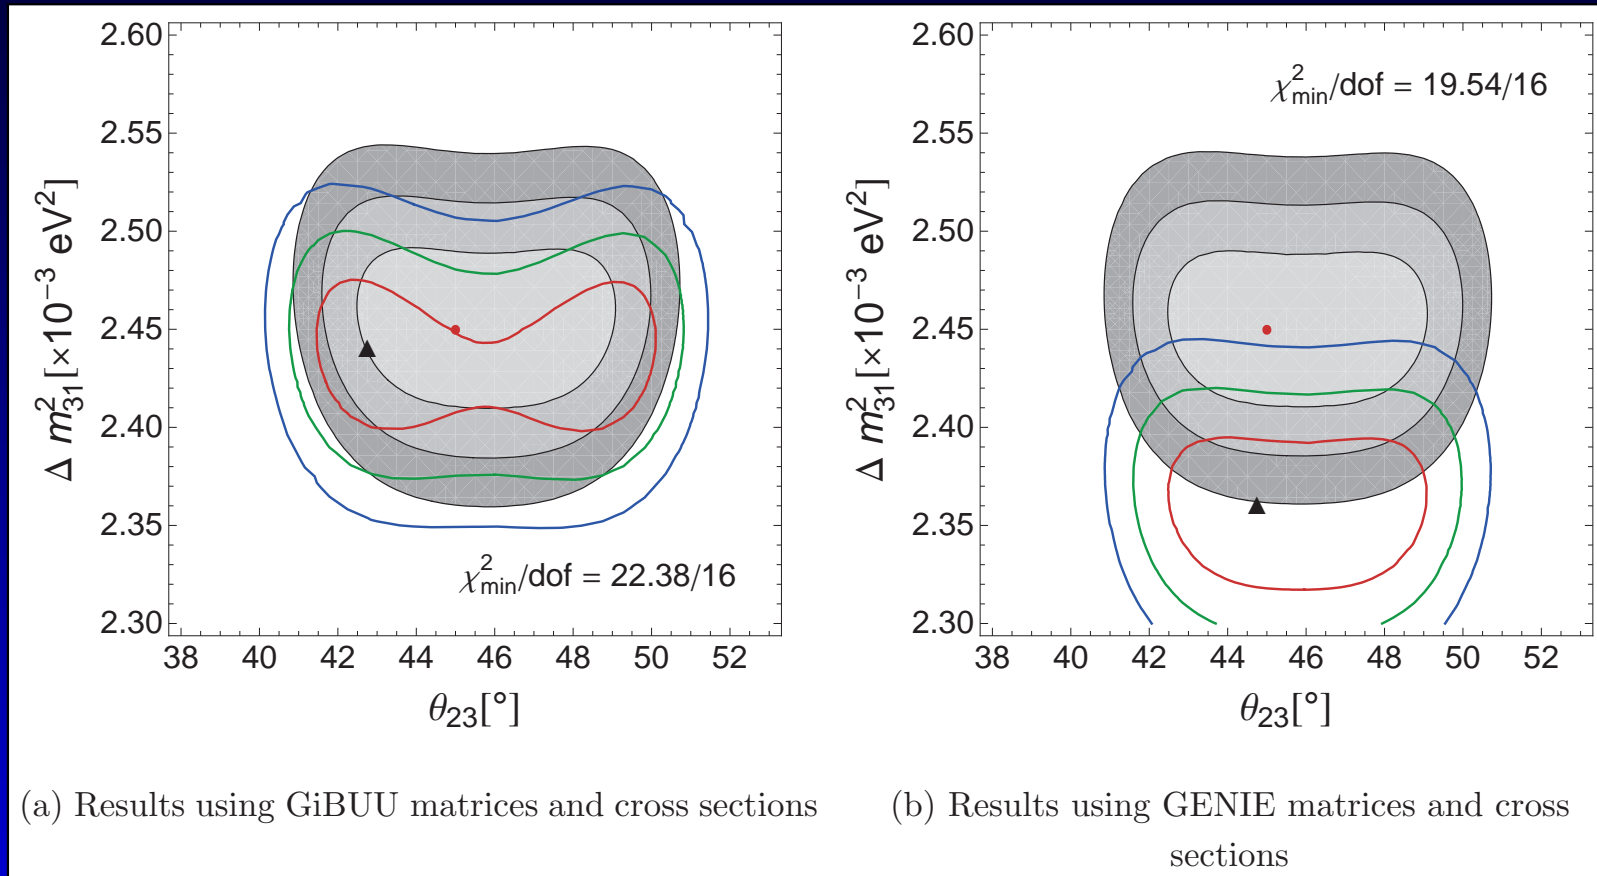 2.60
2.55
2.50
2.45
2.40
2.35
2.30
Δ m²₃₁[×10⁻³ eV²]
χ²min/dof = 22.38/16
38 40 42 44 46 48 50 52
θ₂₃[°]
(a) Results using GiBUU matrices and cross sections
2.60
2.55
2.50
2.45
2.40
2.35
2.30
Δ m²₃₁[×10⁻³ eV²]
χ²min/dof = 19.54/16
38 40 42 44 46 48 50 52
θ₂₃[°]
(b) Results using GENIE matrices and cross
sections